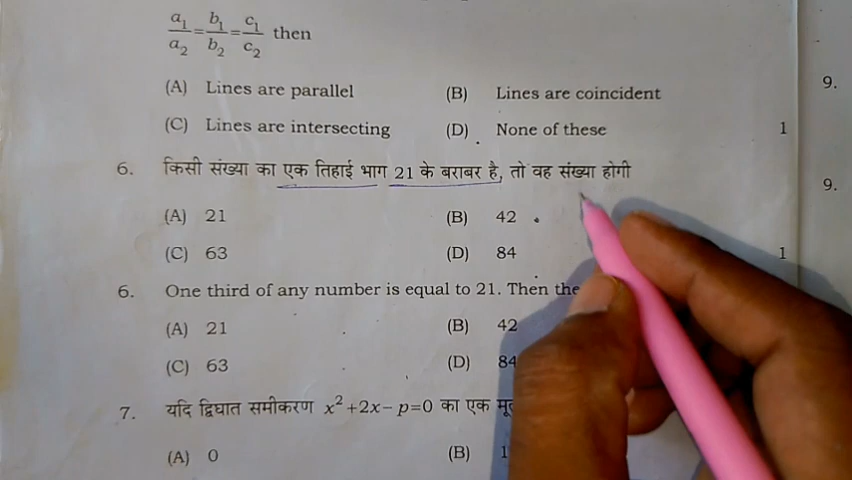 a₁/a₂ = b₁/b₂ = c₁/c₂ then
(A) Lines are parallel (B) Lines are coincident
(C) Lines are intersecting (D) None of these 1
6. किसी संख्या का एक तिहाई भाग 21 के बराबर है, तो वह संख्या होगी
(A) 21 (B) 42
(C) 63 (D) 84 1
6. One third of any number is equal to 21. Then the
(A) 21 (B) 42
(C) 63 (D) 84
7. यदि द्विघात समीकरण x²+2x−p=0 का एक
(A) 0 (B) 1
9.
9.